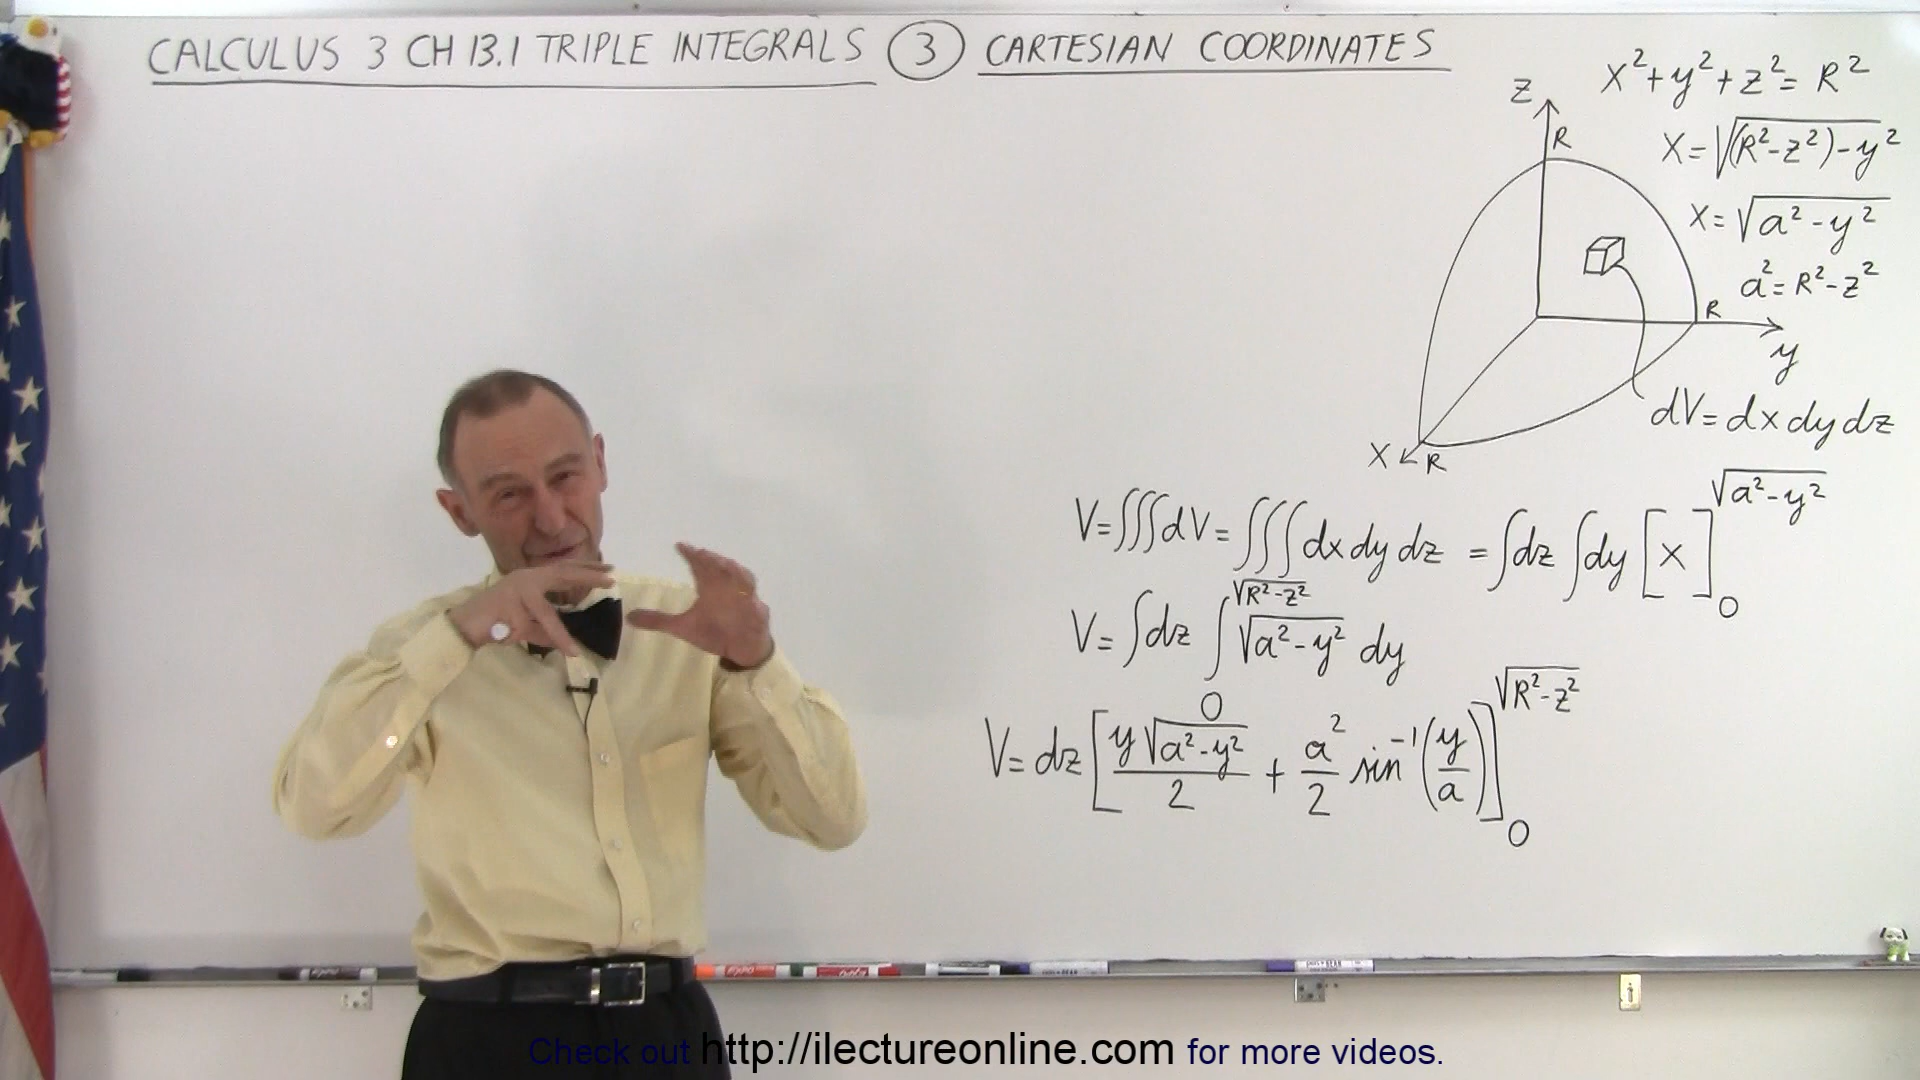 CALCULUS 3 CH 13.1 TRIPLE INTEGRALS ③ CARTESIAN COORDINATES
x²+y²+z²=R²
z
R
x=√((R²-z²)-y²
x=√(a²-y²)
a²=R²-z²
R
y
dV=dx dy dz
x R
V=∫∫∫dV=∫∫∫dx dy dz =∫dz ∫dy [x]₀^√(a²-y²)
V=∫dz ∫₀^√(R²-z²) √(a²-y²) dy
V=dz [y√(a²-y²)/2 + a²/2 sin⁻¹(y/a)]₀^√(R²-z²)
Check out http://ilectureonline.com for more videos.